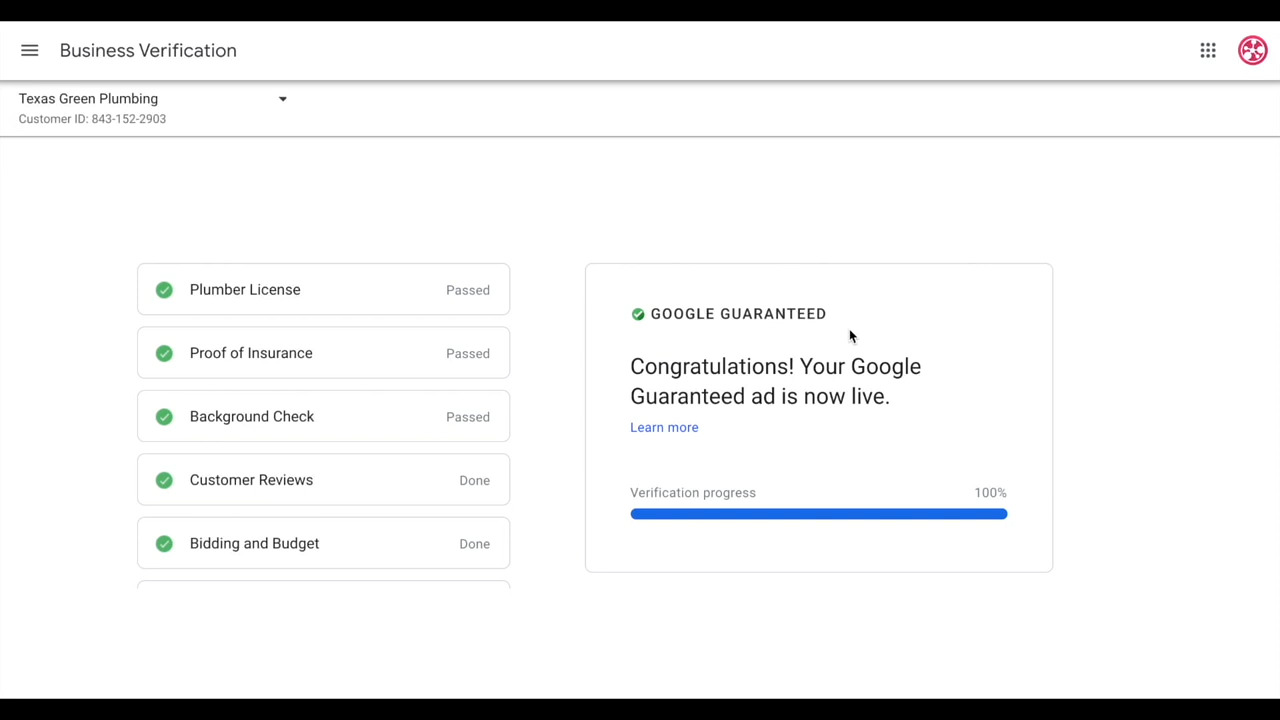 Business Verification
Texas Green Plumbing
Customer ID: 843-152-2903
Plumber License Passed
Proof of Insurance Passed
Background Check Passed
Customer Reviews Done
Bidding and Budget Done
GOOGLE GUARANTEED
Congratulations! Your Google
Guaranteed ad is now live.
Learn more
Verification progress 100%